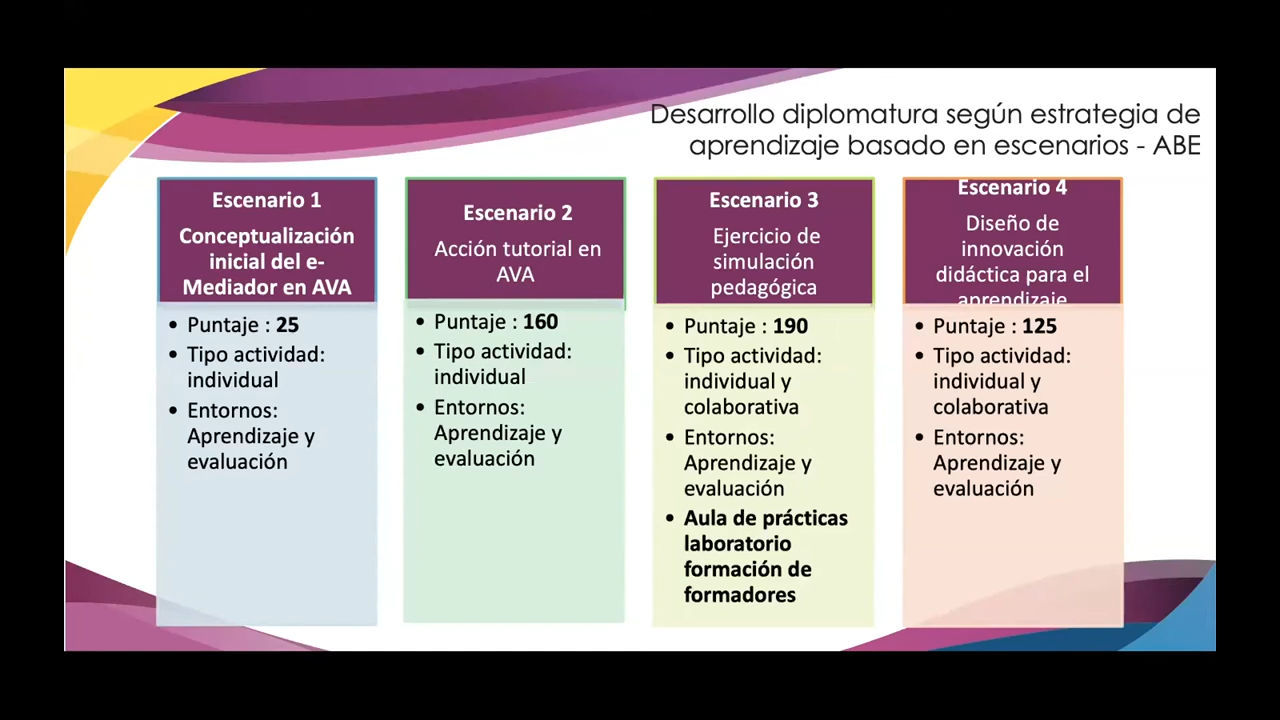 Desarrollo diplomatura según estrategia de
aprendizaje basado en escenarios - ABE
Escenario 1
Conceptualización
inicial del e-
Mediador en AVA
• Puntaje : 25
• Tipo actividad:
individual
• Entornos:
Aprendizaje y
evaluación
Escenario 2
Acción tutorial en
AVA
• Puntaje : 160
• Tipo actividad:
individual
• Entornos:
Aprendizaje y
evaluación
Escenario 3
Ejercicio de
simulación
pedagógica
• Puntaje : 190
• Tipo actividad:
individual y
colaborativa
• Entornos:
Aprendizaje y
evaluación
• Aula de prácticas
laboratorio
formación de
formadores
Escenario 4
Diseño de
innovación
didáctica para el
aprendizaje
• Puntaje : 125
• Tipo actividad:
individual y
colaborativa
• Entornos:
Aprendizaje y
evaluación